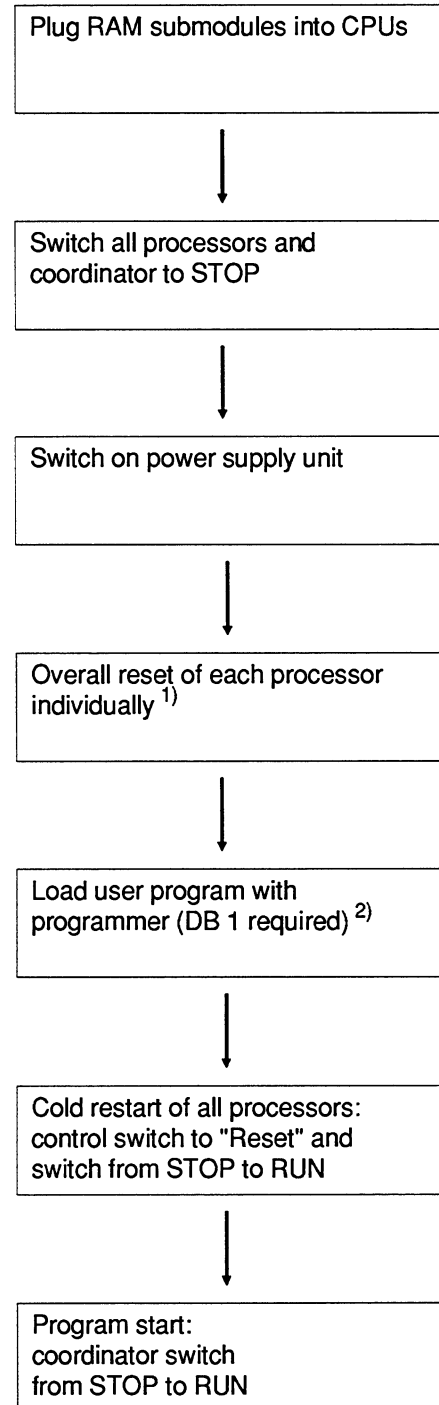 Plug RAM submodules into CPUs
Switch all processors and
coordinator to STOP
Switch on power supply unit
Overall reset of each processor
individually 1)
Load user program with
programmer (DB 1 required) 2)
Cold restart of all processors:
control switch to "Reset" and
switch from STOP to RUN
Program start:
coordinator switch
from STOP to RUN